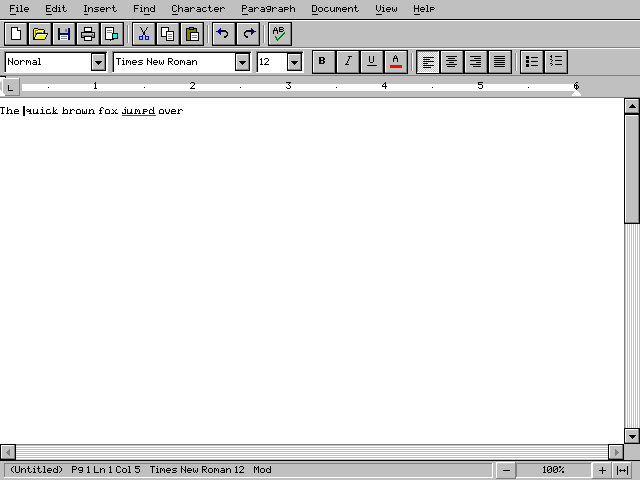 File Edit Insert Find Character Paragraph Document View Help
AB
Normal Times New Roman 12 B I U A
L 1 2 3 4 5 6
The quick brown fox jumpd over
(Untitled) Pg 1 Ln 1 Col 5 Times New Roman 12 Mod 100%